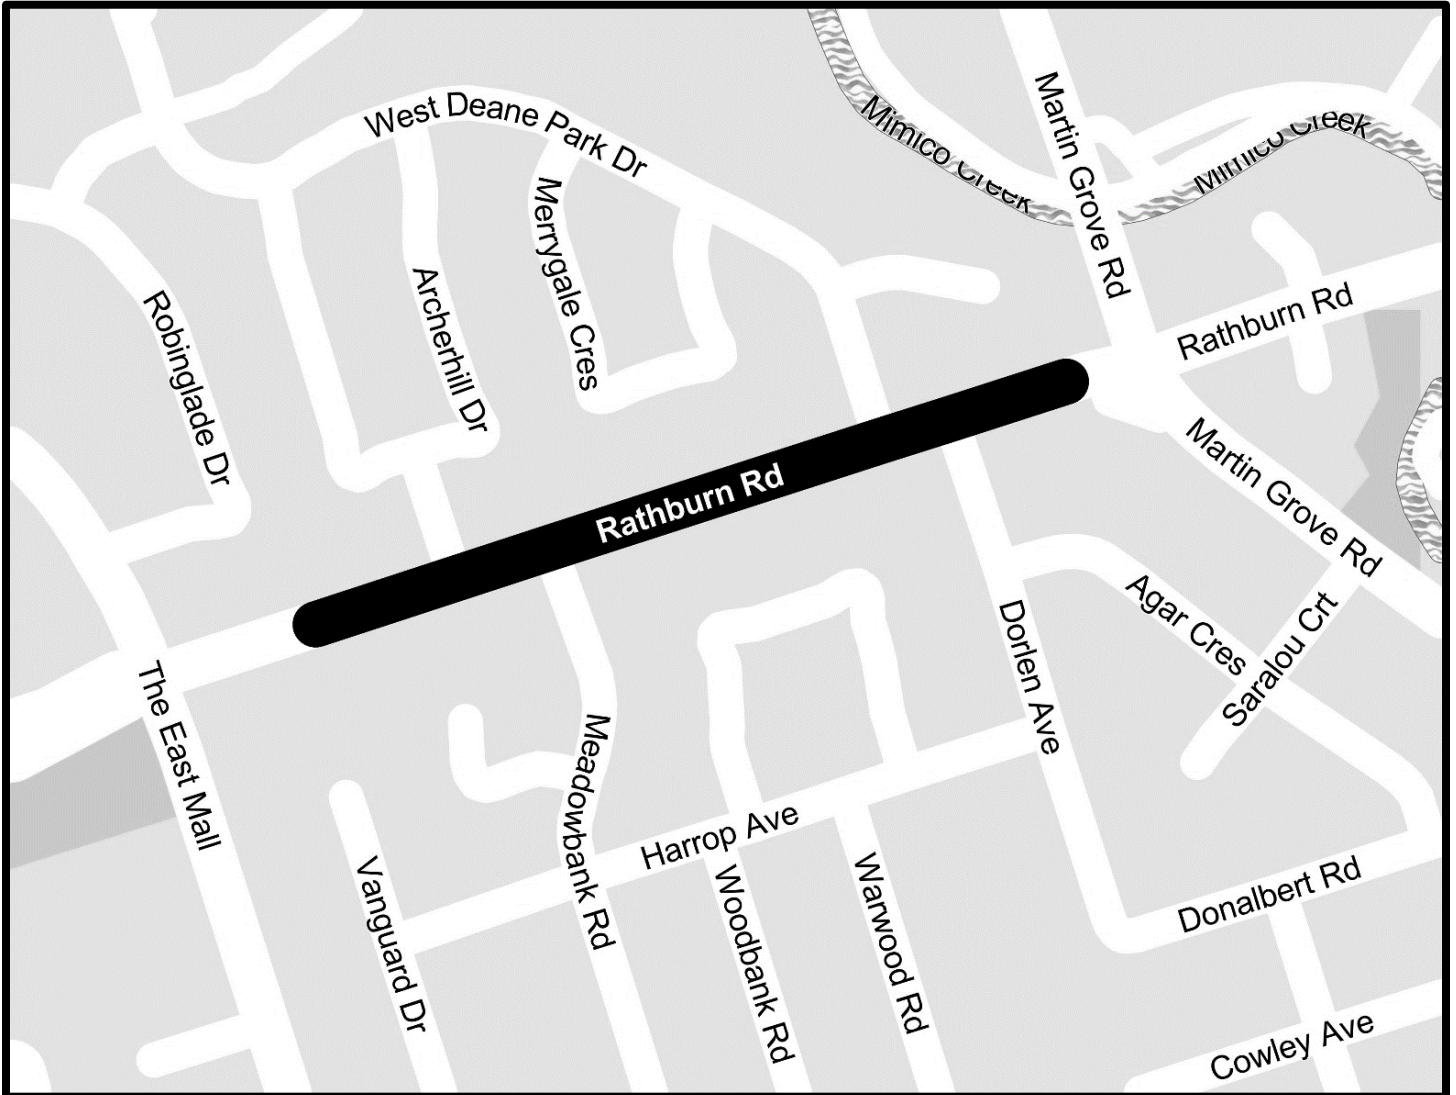 West Deane Park Dr
Mimico Creek
Martin Grove Rd
Mimico Creek
Merrygale Cres
Archerhill Dr
Robinglade Dr
Rathburn Rd
Rathburn Rd
Martin Grove Rd
Agar Cres
Saralou Crt
Dorlen Ave
The East Mall
Meadowbank Rd
Harrop Ave
Vanguard Dr
Woodbank Rd
Warwood Rd
Donalbert Rd
Cowley Ave